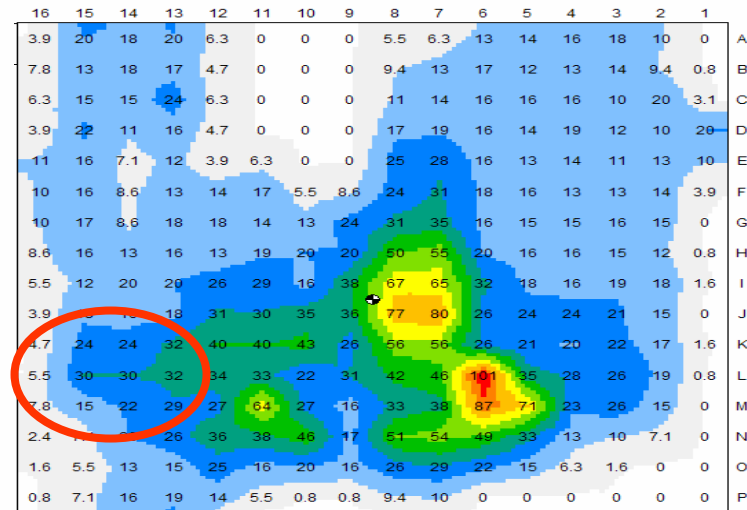 16 15 14 13 12 11 10 9 8 7 6 5 4 3 2 1
3.9 20 18 20 6.3 0 0 0 5.5 6.3 13 14 16 18 10 0 A
7.8 13 18 17 4.7 0 0 0 9.4 13 17 12 13 14 9.4 0.8 B
6.3 15 15 24 6.3 0 0 0 11 14 16 16 16 10 20 3.1 C
3.9 22 11 16 4.7 0 0 0 17 19 16 14 19 12 10 20 D
11 16 7.1 12 3.9 6.3 0 0 25 28 16 13 14 11 13 10 E
10 16 8.6 13 14 17 5.5 8.6 24 31 18 16 13 13 14 3.9 F
10 17 8.6 18 18 14 13 24 31 35 16 15 15 16 15 0 G
8.6 16 13 16 13 19 20 20 50 55 20 16 16 15 12 0.8 H
5.5 12 20 20 26 29 16 38 67 65 32 18 16 19 18 1.6 I
3.9 18 31 30 35 36 77 80 26 24 24 21 15 0 J
4.7 24 24 32 40 40 43 26 56 56 26 21 20 22 17 1.6 K
5.5 30 30 32 34 33 22 31 42 46 101 35 28 26 19 0.8 L
7.8 15 22 29 27 64 27 16 33 38 87 71 23 26 15 0 M
2.4 26 36 38 46 17 51 54 49 33 13 10 7.1 0 N
1.6 5.5 13 15 25 16 20 16 26 29 22 15 6.3 1.6 0 0 O
0.8 7.1 16 19 14 5.5 0.8 0.8 9.4 10 0 0 0 0 0 0 P